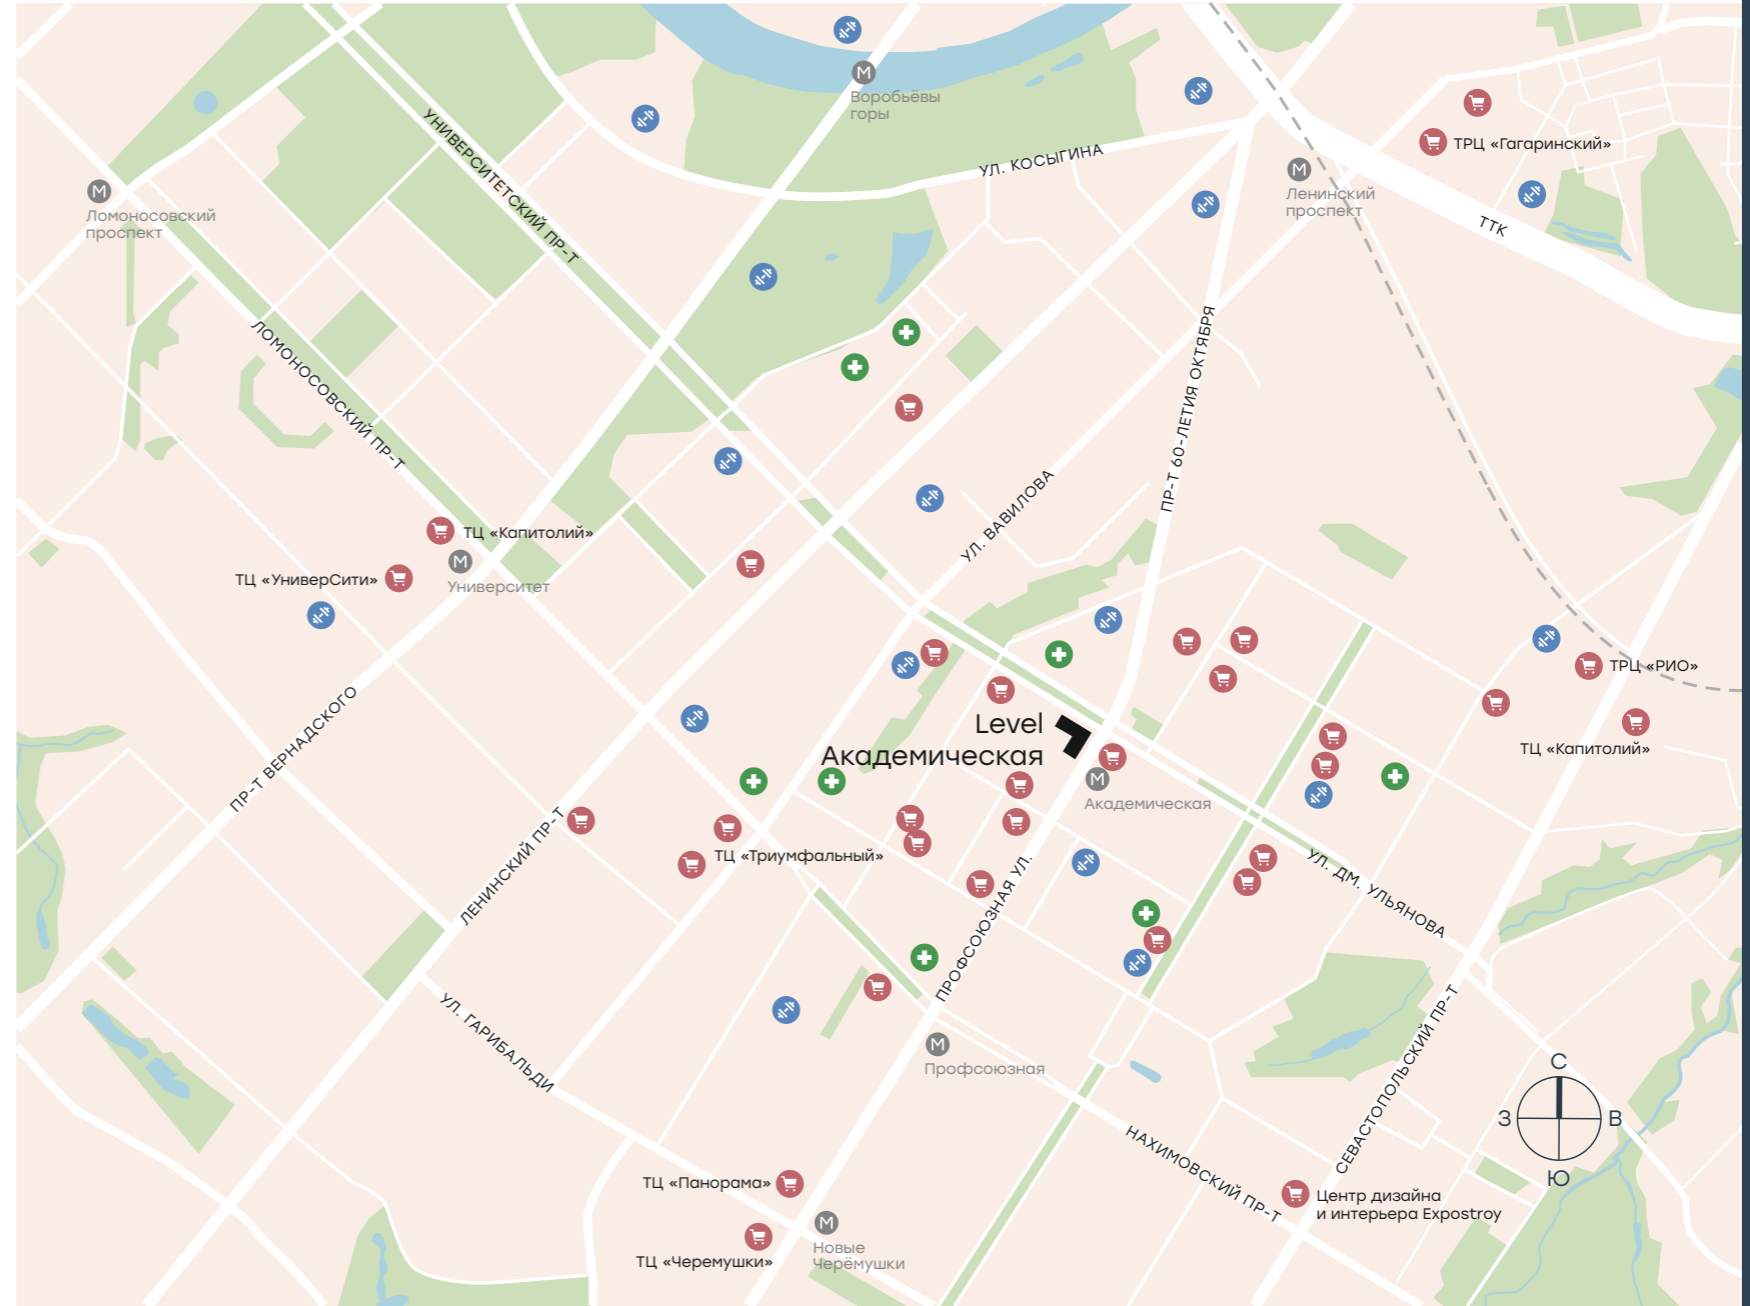 Воробьёвы
горы
УНИВЕРСИТЕТСКИЙ ПР-Т
УЛ. КОСЫГИНА
ТРЦ «Гагаринский»
М
Ленинский
проспект
М
Ломоносовский
проспект
М
ТТК
ЛОМОНОСОВСКИЙ ПР-Т
ПР-Т 60-ЛЕТИЯ ОКТЯБРЯ
УЛ. ВАВИЛОВА
ТЦ «Капитолий»
М
Университет
ТЦ «УниверСити»
ТРЦ «РИО»
ТЦ «Капитолий»
Level
Академическая
М
Академическая
ПР-Т ВЕРНАДСКОГО
ЛЕНИНСКИЙ ПР-Т
ТЦ «Триумфальный»
ПРОФСОЮЗНАЯ УЛ.
УЛ. ДМ. УЛЬЯНОВА
УЛ. ГАРИБАЛЬДИ
М
Профсоюзная
СЕВАСТОПОЛЬСКИЙ ПР-Т
НАХИМОВСКИЙ ПР-Т
С
З
В
Ю
ТЦ «Панорама»
Центр дизайна
и интерьера Expostroy
М
Новые
Черёмушки
ТЦ «Черемушки»